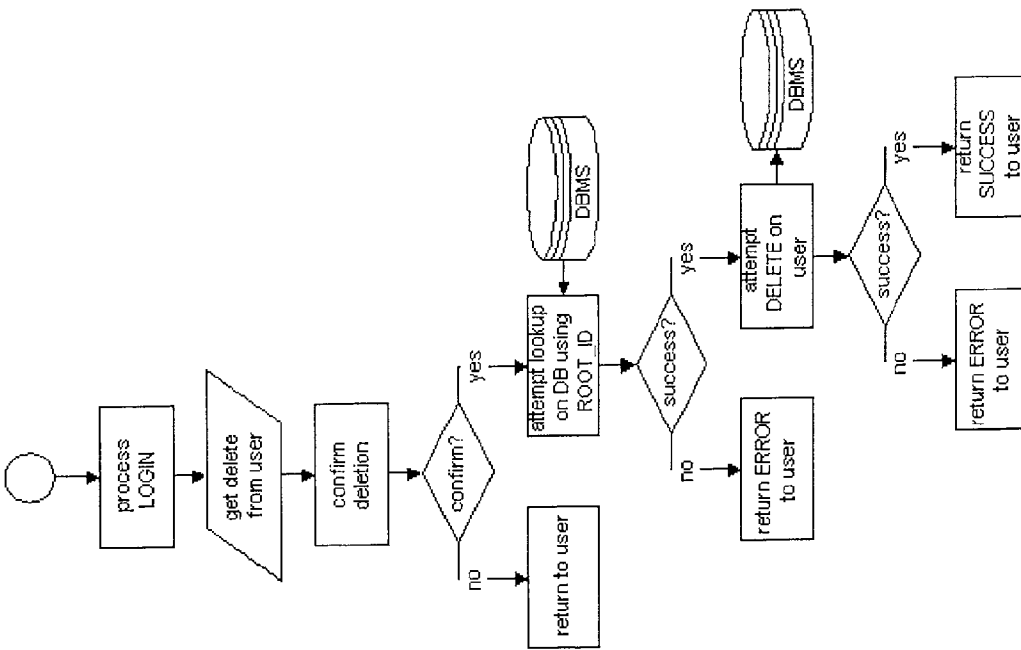 process
LOGIN
get delete
from user
confirm
deletion
confirm?
no
yes
return to user
attempt lookup
on DB using
ROOT_ID
DBMS
success?
no
yes
return ERROR
to user
attempt
DELETE on
user
DBMS
success?
no
yes
return ERROR
to user
return
SUCCESS
to user